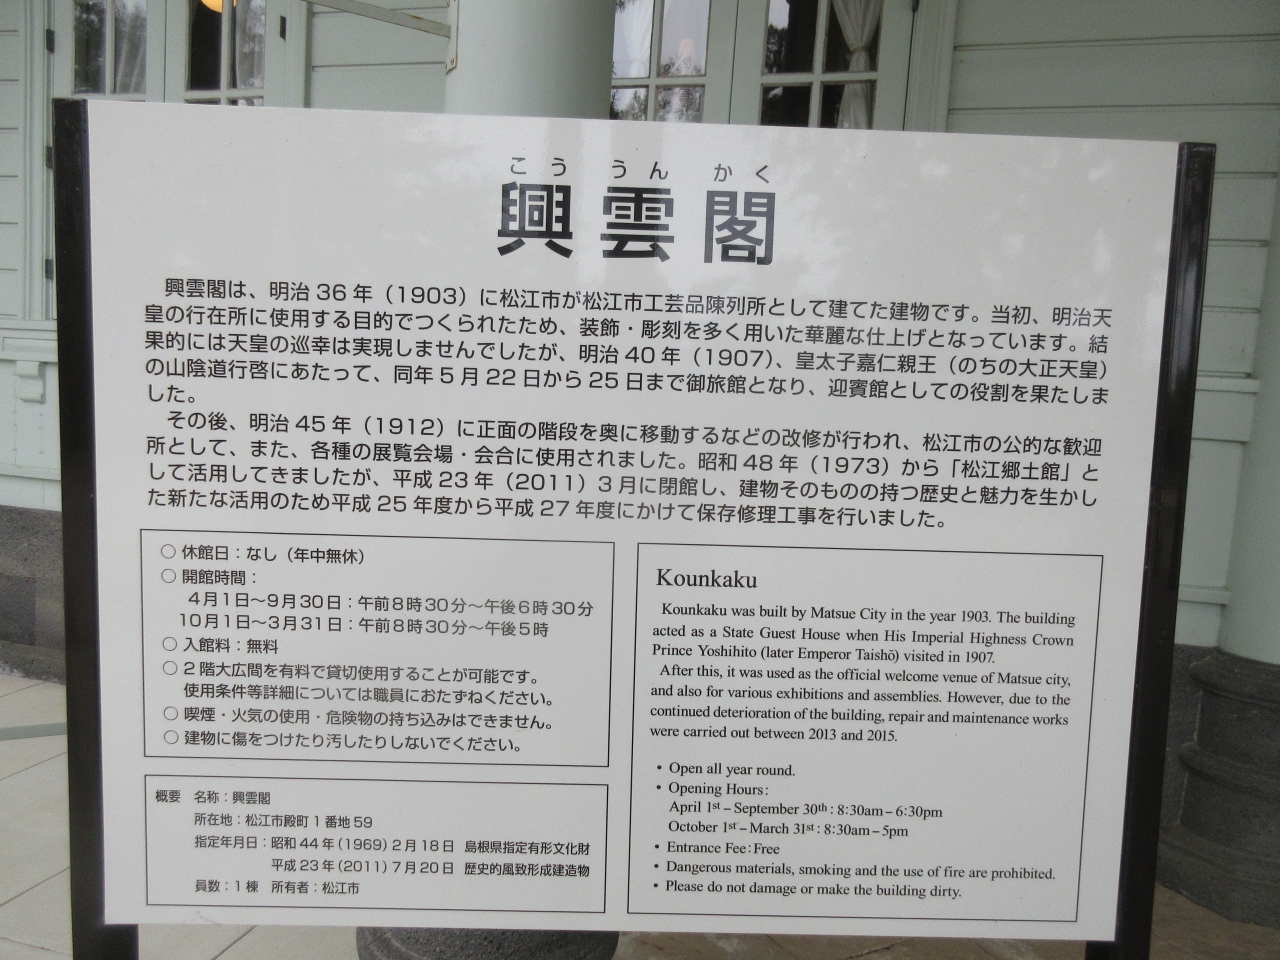 こう うん かく
興雲閣
興雲閣は、明治 36 年（1903）に松江市が松江市工芸品陳列所として建てた建物です。当初、明治天
皇の行在所に使用する目的でつくられたため、装飾・彫刻を多く用いた華麗な仕上げとなっています。結
果的には天皇の巡幸は実現しませんでしたが、明治 40 年（1907）、皇太子嘉仁親王（のちの大正天皇）
の山陰道行啓にあたって、同年 5 月 22 日から 25 日まで御旅館となり、迎賓館としての役割を果たしま
した。
その後、明治 45 年（1912）に正面の階段を奥に移動するなどの改修が行われ、松江市の公的な歓迎
所として、また、各種の展覧会場・会合に使用されました。昭和 48 年（1973）から「松江郷土館」と
して活用してきましたが、平成 23 年（2011）3 月に閉館し、建物そのものの持つ歴史と魅力を生かし
た新たな活用のため平成 25 年度から平成 27 年度にかけて保存修理工事を行いました。
○ 休館日：なし（年中無休）
○ 開館時間：
4月1日～9月30日：午前8時30分～午後6時30分
10月1日～3月31日：午前8時30分～午後5時
○ 入館料：無料
○ 2階大広間を有料で貸切使用することが可能です。
使用条件等詳細については職員におたずねください。
○ 喫煙・火気の使用・危険物の持ち込みはできません。
○ 建物に傷をつけたり汚したりしないでください。
概要 名称：興雲閣
所在地：松江市殿町 1 番地 59
指定年月日：昭和 44 年（1969）2 月 18 日 島根県指定有形文化財
平成 23 年（2011）7 月 20 日 歴史的風致形成建造物
員数：1 棟 所有者：松江市
Kounkaku
Kounkaku was built by Matsue City in the year 1903. The building
acted as a State Guest House when His Imperial Highness Crown
Prince Yoshihito (later Emperor Taishō) visited in 1907.
After this, it was used as the official welcome venue of Matsue city,
and also for various exhibitions and assemblies. However, due to the
continued deterioration of the building, repair and maintenance works
were carried out between 2013 and 2015.
• Open all year round.
• Opening Hours:
April 1st – September 30th : 8:30am – 6:30pm
October 1st – March 31st : 8:30am – 5pm
• Entrance Fee: Free
• Dangerous materials, smoking and the use of fire are prohibited.
• Please do not damage or make the building dirty.